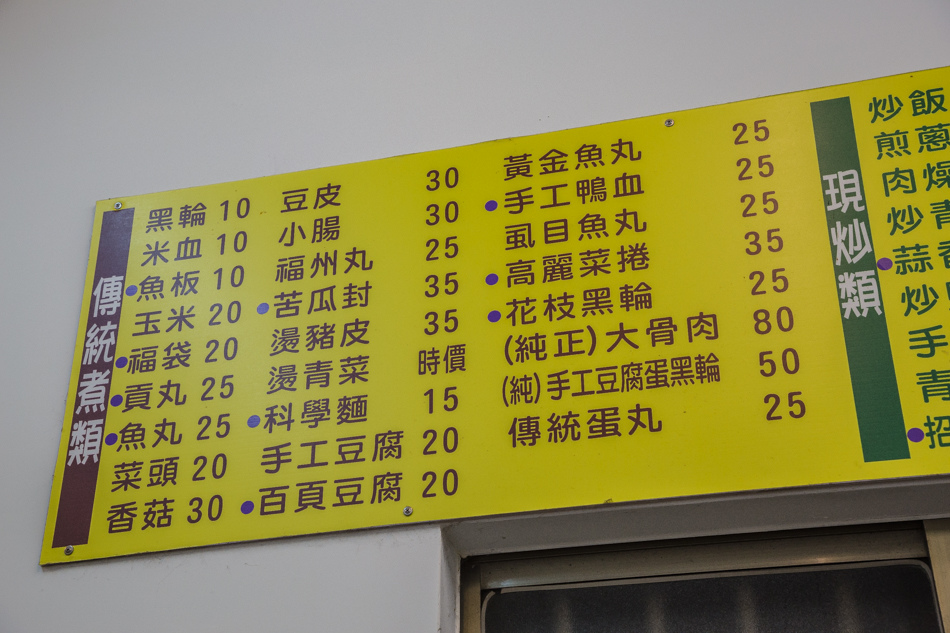 傳統煮類
黑輪 10
米血 10
●魚板 10
玉米 20
●福袋 20
●貢丸 25
●魚丸 25
菜頭 20
香菇 30
豆皮 30
小腸 30
福州丸 25
●苦瓜封 35
燙豬皮 35
燙青菜 時價
●科學麵 15
手工豆腐 20
●百頁豆腐 20
黃金魚丸 25
●手工鴨血 25
虱目魚丸 25
●高麗菜捲 35
●花枝黑輪 25
(純正)大骨肉 80
(純)手工豆腐蛋黑輪 50
傳統蛋丸 25
現炒類
炒飯
煎蔥
肉燥
炒青
●蒜香
炒
手
青
●招